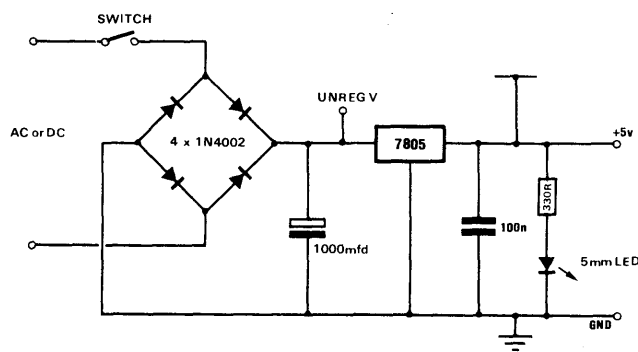 SWITCH
UNREG V
+5v
AC or DC
4 x 1N4002
7805
330R
100n
1000mfd
5mm LED
GND